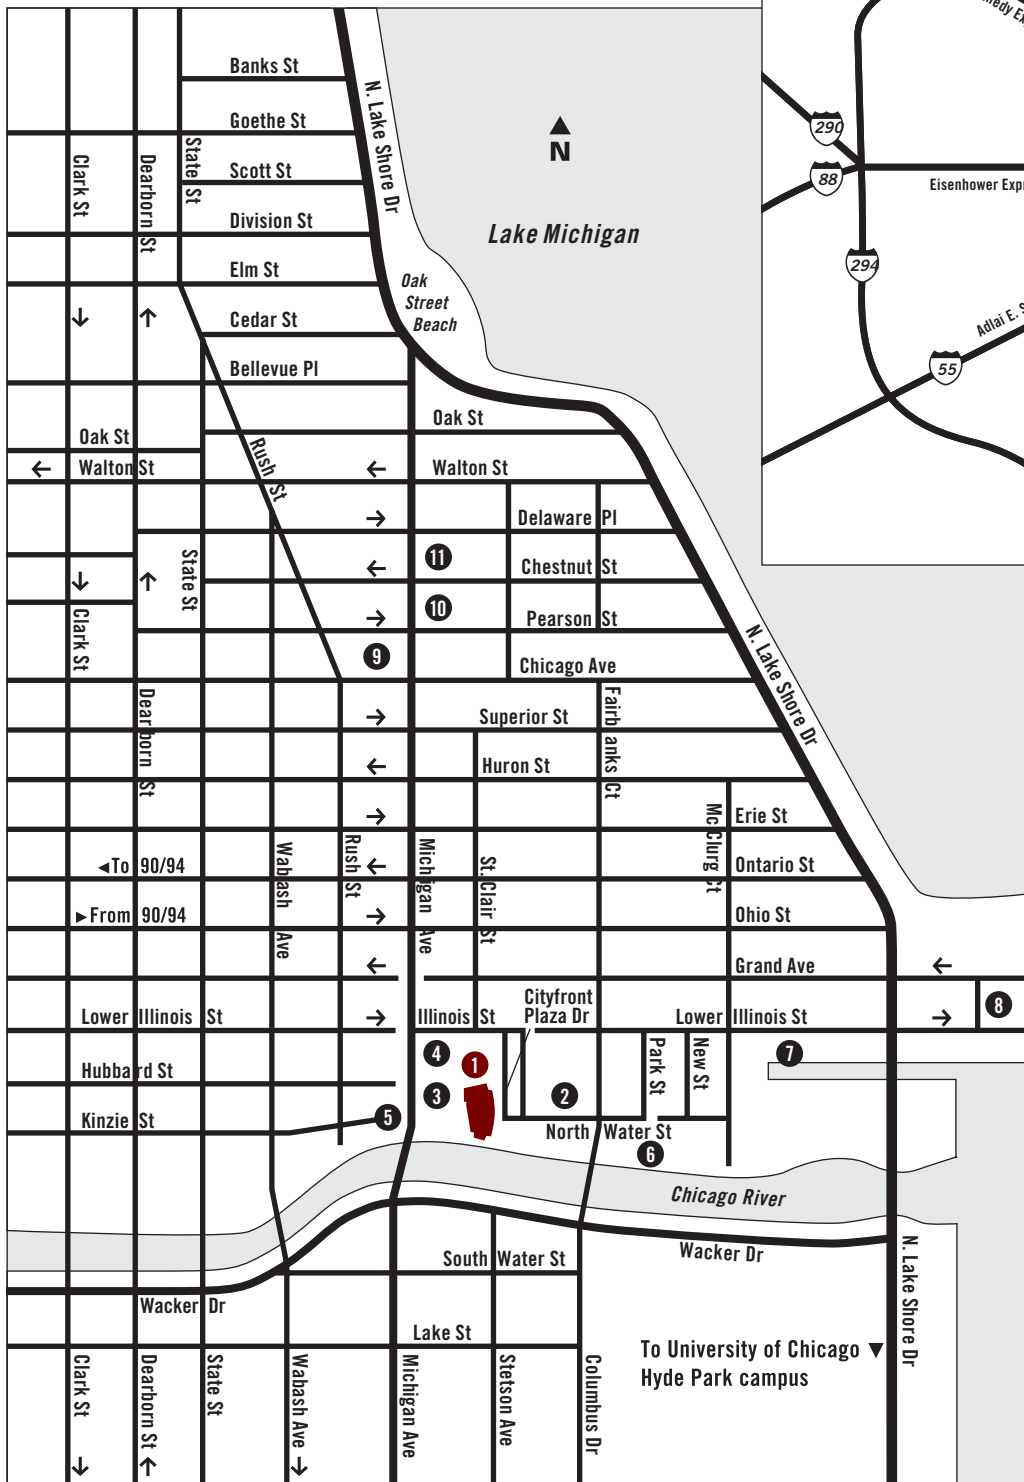 Banks St
Goethe St
Scott St
Division St
Elm St
Cedar St
Bellevue Pl
Clark St
Dearborn St
State St
N. Lake Shore Dr
N
Lake Michigan
Oak
Street
Beach
290
88
Eisenhower
294
55
Adlai E.
Oak St
Walton St
Rush St
Oak St
Walton St
Delaware Pl
Chestnut St
Pearson St
Chicago Ave
11
10
9
State St
Clark St
Dearborn St
Superior St
Huron St
Fairbanks Ct
N. Lake Shore Dr
McClurg Ct
Erie St
Ontario St
Ohio St
Grand Ave
To 90/94
From 90/94
Wabash Ave
Rush St
Michigan Ave
St. Clair St
Lower Illinois St
Illinois St
Cityfront
Plaza Dr
Lower Illinois St
8
Hubbard St
Kinzie St
4
1
3
5
2
7
6
Park St
New St
North Water St
Chicago River
Wacker Dr
South Water St
Wacker Dr
Lake St
N. Lake Shore Dr
To University of Chicago
Hyde Park campus
Clark St
Dearborn St
State St
Wabash Ave
Michigan Ave
Stetson Ave
Columbus Dr